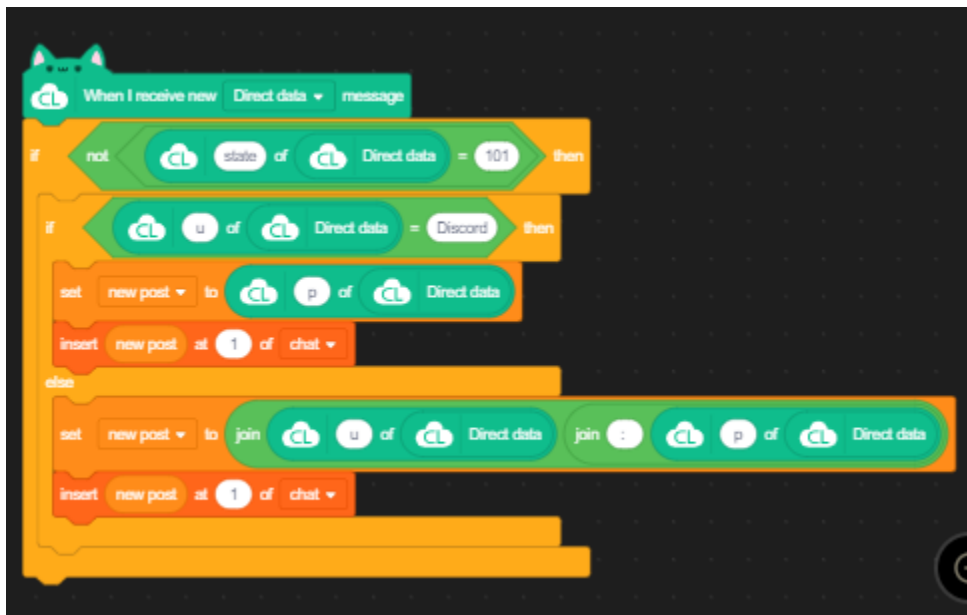 CL When I receive new Direct data message
if not CL state of CL Direct data = 101 then
if CL u of CL Direct data = Discord then
set new post to CL p of CL Direct data
insert new post at 1 of chat
else
set new post to join CL u of CL Direct data join : CL p of CL Direct data
insert new post at 1 of chat